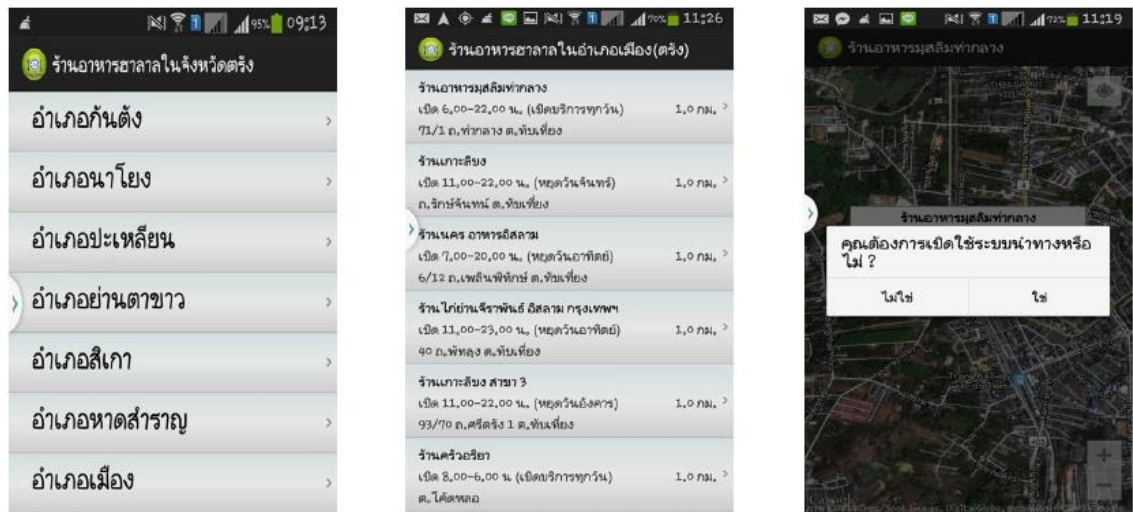 95% 09:13
ร้านอาหารฮาลาลในจังหวัดตรัง
อำเภอกันตัง
อำเภอนาโยง
อำเภอปะเหลียน
อำเภอย่านตาขาว
อำเภอสิเกา
อำเภอหาดสำราญ
อำเภอเมือง
70% 11:26
ร้านอาหารฮาลาลในอำเภอเมือง(ตรัง)
ร้านอาหารมุสลิมท่ากลาง
เปิด 6.00-22.00 น. (เปิดบริการทุกวัน) 1.0 กม.
71/1 ถ.ท่ากลาง ต.ทับเที่ยง
ร้านเกาะลิบง
เปิด 11.00-22.00 น. (หยุดวันจันทร์) 1.0 กม.
ถ.รักษ์จันทน์ ต.ทับเที่ยง
ร้านนคร อาหารอิสลาม
เปิด 7.00-20.00 น. (หยุดวันอาทิตย์) 1.0 กม.
6/12 ถ.เพลินพิทักษ์ ต.ทับเที่ยง
ร้านไก่ย่านจีราพันธ์ อิสลาม กรุงเทพฯ
เปิด 11.00-23.00 น. (หยุดวันอาทิตย์) 1.0 กม.
40 ถ.พัทลุง ต.ทับเที่ยง
ร้านเกาะลิบง สาขา 3
เปิด 11.00-22.00 น. (หยุดวันอังคาร) 1.0 กม.
93/70 ถ.ศรีตรัง 1 ต.ทับเที่ยง
ร้านครัวอรียา
เปิด 8.00-6.00 น (เปิดบริการทุกวัน) 1.0 กม.
ต.โคกหล่อ
72% 11:19
ร้านอาหารมุสลิมท่ากลาง
ร้านอาหารมุสลิมท่ากลาง
คุณต้องการเปิดใช้ระบบนำทางหรือ
ไม่ ?
ไม่ใช่ ใช่
403